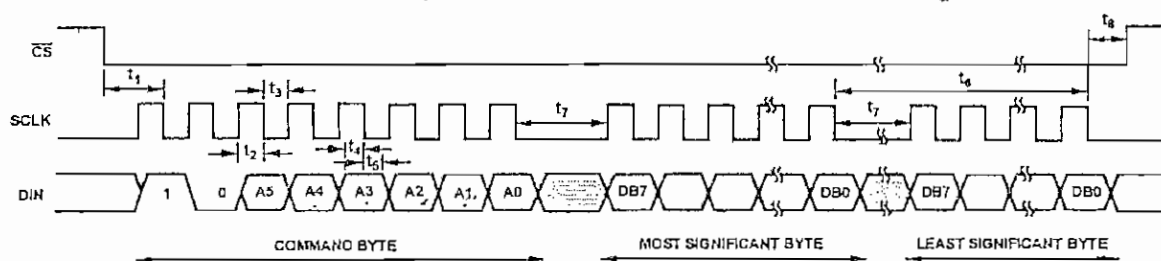 t8
CS
t1
t3
t6
SCLK
t7
t7
t2
t4
t5
DIN
1
0
A5
A4
A3
A2
A1
A0
DB7
DB0
DB7
DB0
COMMAND BYTE
MOST SIGNIFICANT BYTE
LEAST SIGNIFICANT BYTE